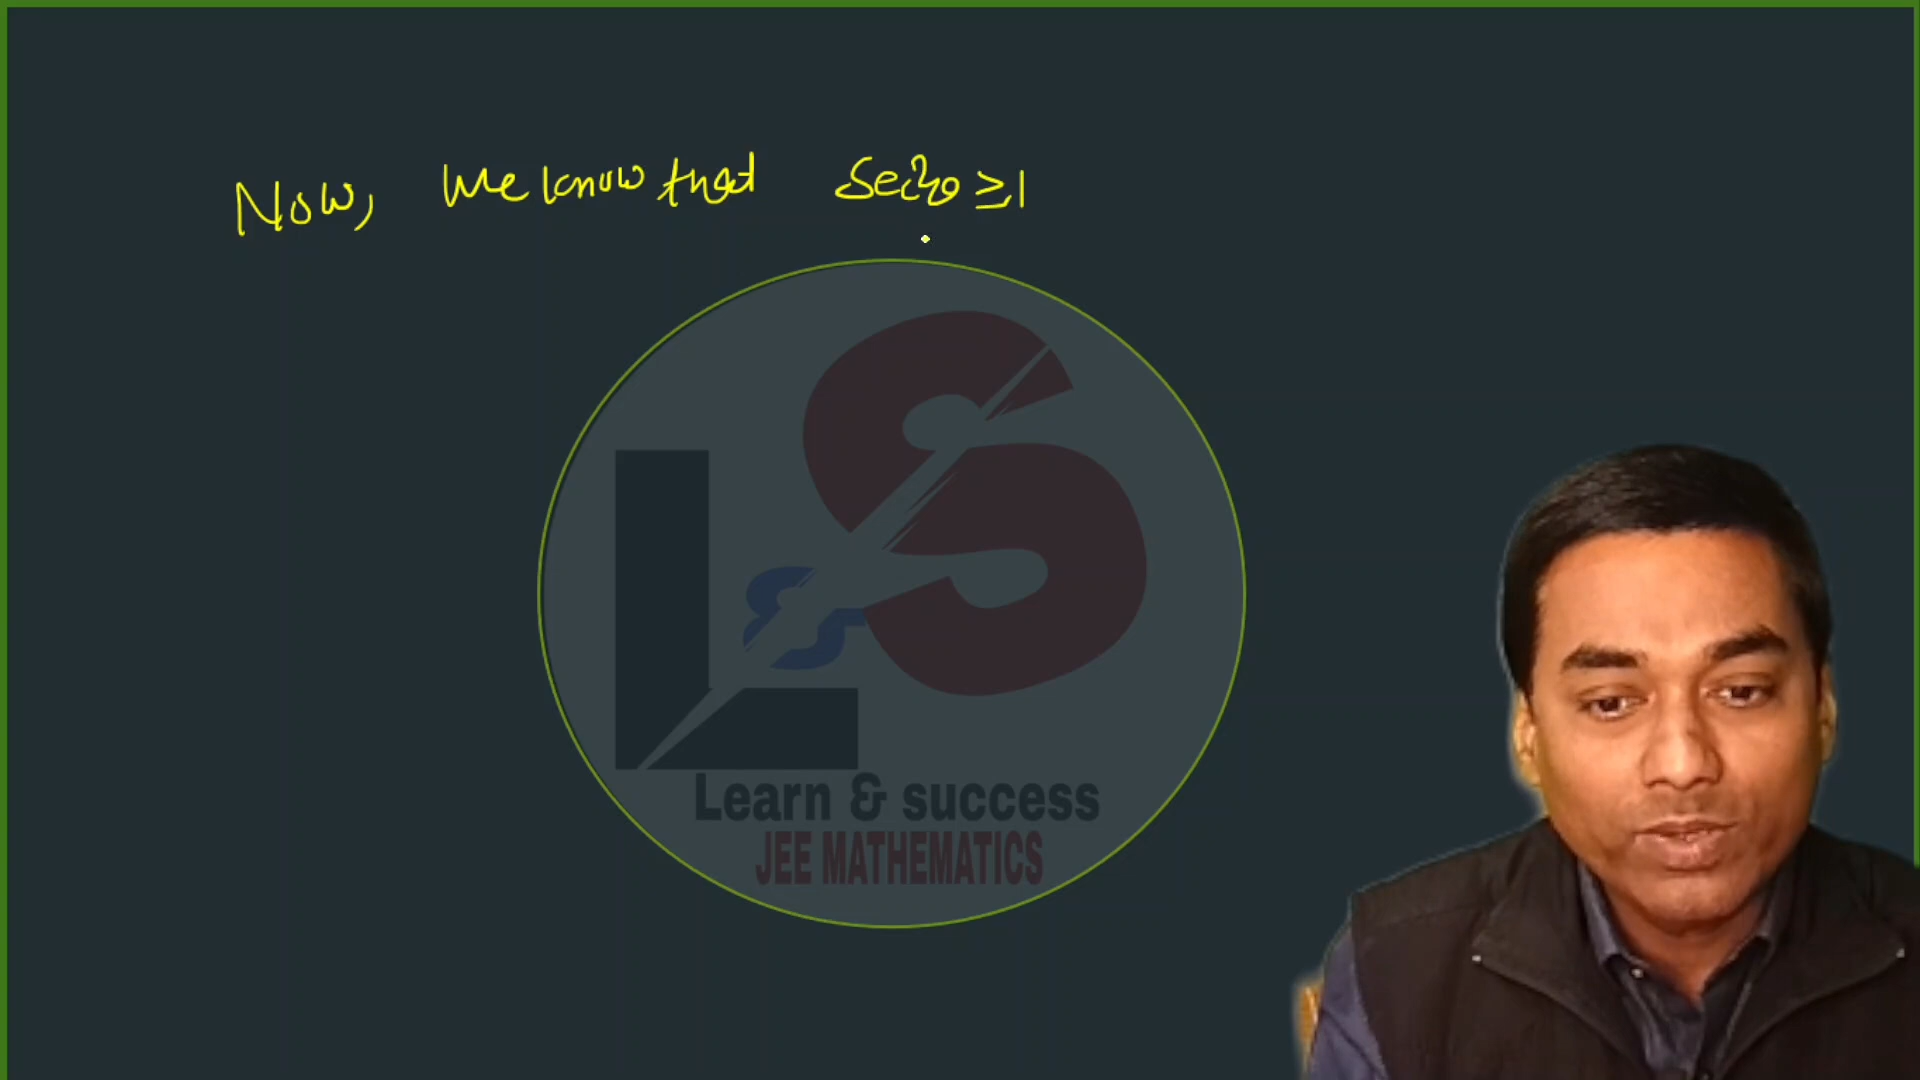 Now, We know that Sec²θ ≥ 1
L&S
Learn & success
JEE MATHEMATICS